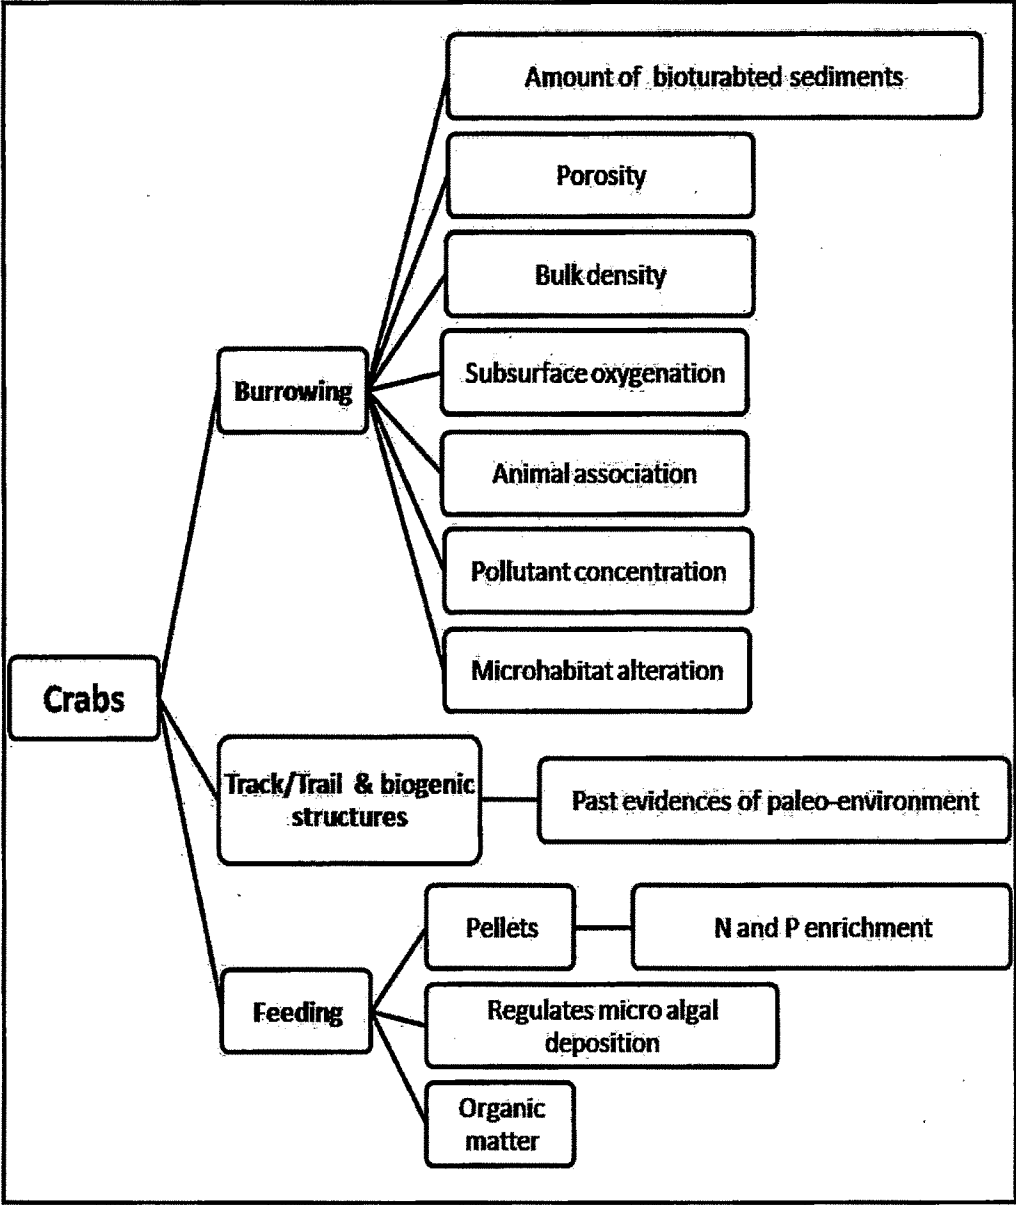 Amount of bioturabted sediments
Porosity
Bulk density
Subsurface oxygenation
Burrowing
Animal association
Pollutant concentration
Microhabitat alteration
Crabs
Track/Trail & biogenic
structures
Past evidences of paleo-environment
Pellets
N and P enrichment
Feeding
Regulates micro algal
deposition
Organic
matter